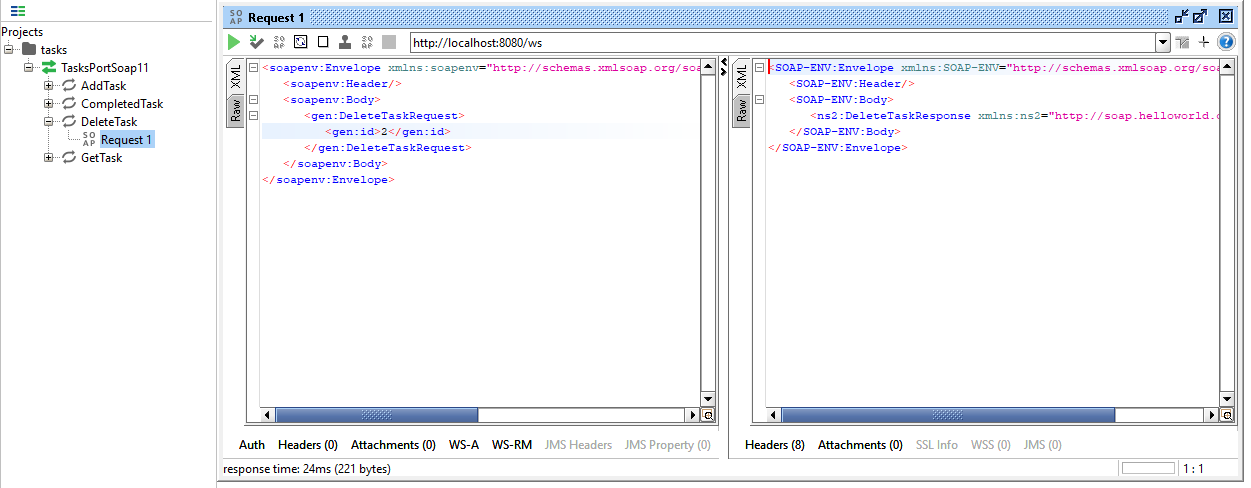 Projects
tasks
TasksPortSoap11
AddTask
CompletedTask
DeleteTask
SOAP Request 1
GetTask
SOAP Request 1
http://localhost:8080/ws
XML
Raw
<soapenv:Envelope xmlns:soapenv="http://schemas.xmlsoap.org/soa
<soapenv:Header/>
<soapenv:Body>
<gen:DeleteTaskRequest>
<gen:id>2</gen:id>
</gen:DeleteTaskRequest>
</soapenv:Body>
</soapenv:Envelope>
XML
Raw
<SOAP-ENV:Envelope xmlns:SOAP-ENV="http://schemas.xmlsoap.org/
<SOAP-ENV:Header/>
<SOAP-ENV:Body>
<ns2:DeleteTaskResponse xmlns:ns2="http://soap.helloworld.
</SOAP-ENV:Body>
</SOAP-ENV:Envelope>
Auth Headers (0) Attachments (0) WS-A WS-RM JMS Headers JMS Property (0)
Headers (8) Attachments (0) SSL Info WSS (0) JMS (0)
response time: 24ms (221 bytes)
1 : 1